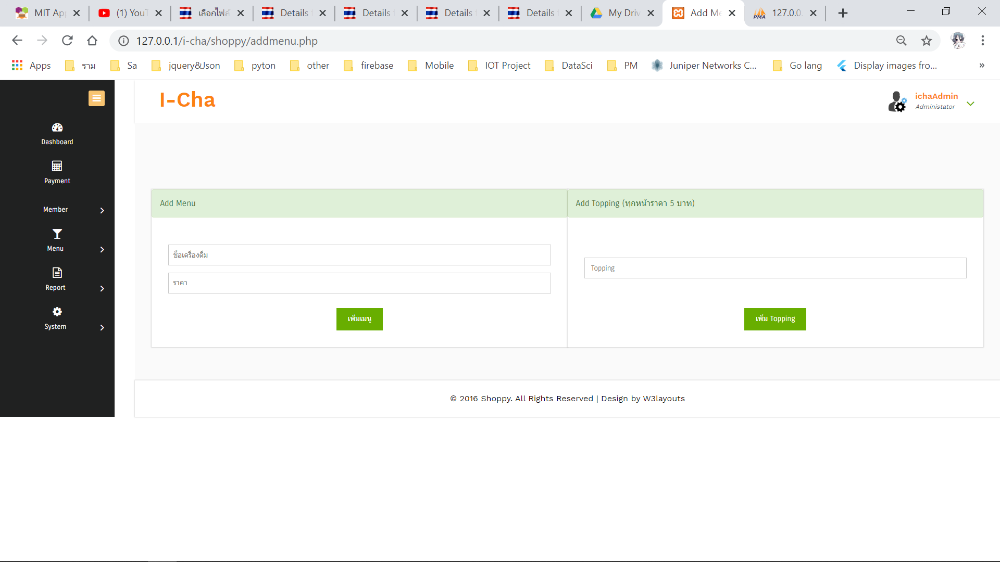 MIT Ap
(1) YouT
เลือกไฟล์
Details
Details
Details
Details
My Driv
Add Me
127.0.0.
127.0.0.1/i-cha/shoppy/addmenu.php
Apps
ราม
Sa
jquery&Json
pyton
other
firebase
Mobile
IOT Project
DataSci
PM
Juniper Networks C...
Go lang
Display images fro...
»
I-Cha
ichaAdmin
Administator
Dashboard
Payment
Member
Menu
Report
System
Add Menu
Add Topping (ทุกหน้าราคา 5 บาท)
ชื่อเครื่องดื่ม
ราคา
Topping
เพิ่มเมนู
เพิ่ม Topping
© 2016 Shoppy. All Rights Reserved | Design by W3layouts